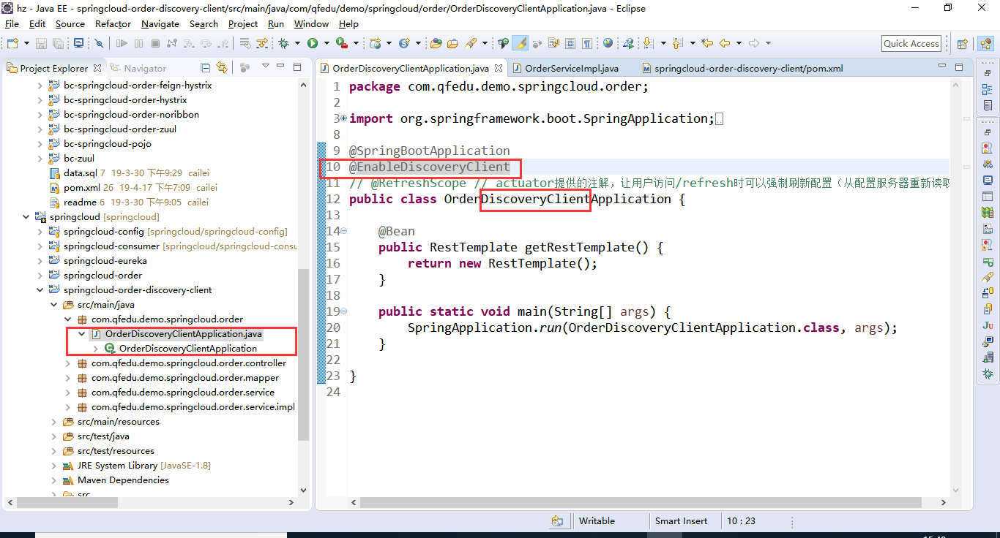 hz - Java EE - springcloud-order-discovery-client/src/main/java/com/qfedu/demo/springcloud/order/OrderDiscoveryClientApplication.java - Eclipse
File Edit Source Refactor Navigate Search Project Run Window Help
Quick Access
Project Explorer Navigator
bc-springcloud-order-feign-hystrix
bc-springcloud-order-hystrix
bc-springcloud-order-noribbon
bc-springcloud-order-zuul
bc-springcloud-pojo
bc-zuul
data.sql 7 19-3-30 下午9:29 cailei
pom.xml 26 19-4-17 下午7:09 cailei
readme 6 19-3-30 下午9:05 cailei
springcloud [springcloud]
springcloud-config [springcloud/springcloud-config]
springcloud-consumer [springcloud/springcloud-consu
springcloud-eureka
springcloud-order
springcloud-order-discovery-client
src/main/java
com.qfedu.demo.springcloud.order
OrderDiscoveryClientApplication.java
OrderDiscoveryClientApplication
com.qfedu.demo.springcloud.order.controller
com.qfedu.demo.springcloud.order.mapper
com.qfedu.demo.springcloud.order.service
com.qfedu.demo.springcloud.order.service.impl
src/main/resources
src/test/java
src/test/resources
JRE System Library [JavaSE-1.8]
Maven Dependencies
src
OrderDiscoveryClientApplication.java OrderServiceImpl.java springcloud-order-discovery-client/pom.xml
1 package com.qfedu.demo.springcloud.order;
2
3 import org.springframework.boot.SpringApplication;
8
9 @SpringBootApplication
10 @EnableDiscoveryClient
11 // @RefreshScope // actuator提供的注解，让用户访问/refresh时可以强制刷新配置（从配置服务器重新读取
12 public class OrderDiscoveryClientApplication {
13
14 @Bean
15 public RestTemplate getRestTemplate() {
16 return new RestTemplate();
17 }
18
19 public static void main(String[] args) {
20 SpringApplication.run(OrderDiscoveryClientApplication.class, args);
21 }
22
23 }
24
Writable Smart Insert 10 : 23